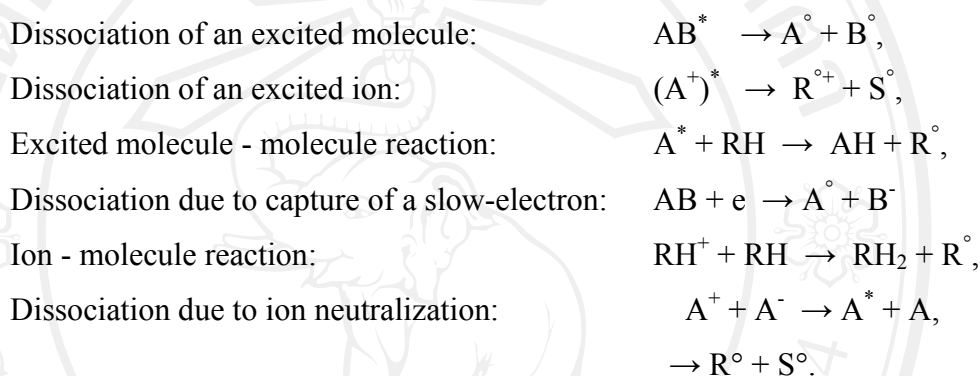 Dissociation of an excited molecule: AB* → A° + B°,
Dissociation of an excited ion: (A⁺)* → R°⁺ + S°,
Excited molecule - molecule reaction: A* + RH → AH + R°,
Dissociation due to capture of a slow-electron: AB + e → A° + B⁻
Ion - molecule reaction: RH⁺ + RH → RH₂ + R°,
Dissociation due to ion neutralization: A⁺ + A⁻ → A* + A,
→ R° + S°.